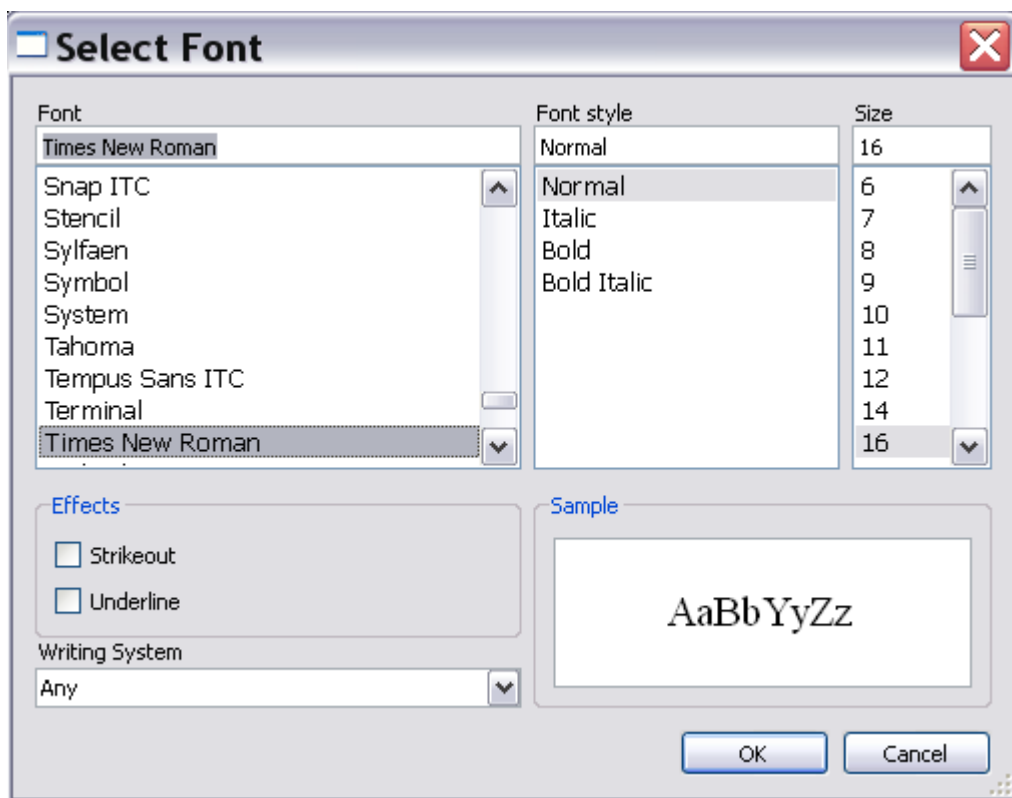 Select Font
Font
Font style
Size
Times New Roman
Normal
16
Snap ITC
Stencil
Sylfaen
Symbol
System
Tahoma
Tempus Sans ITC
Terminal
Times New Roman
Normal
Italic
Bold
Bold Italic
6
7
8
9
10
11
12
14
16
Effects
Strikeout
Underline
Writing System
Any
Sample
AaBbYyZz
OK
Cancel